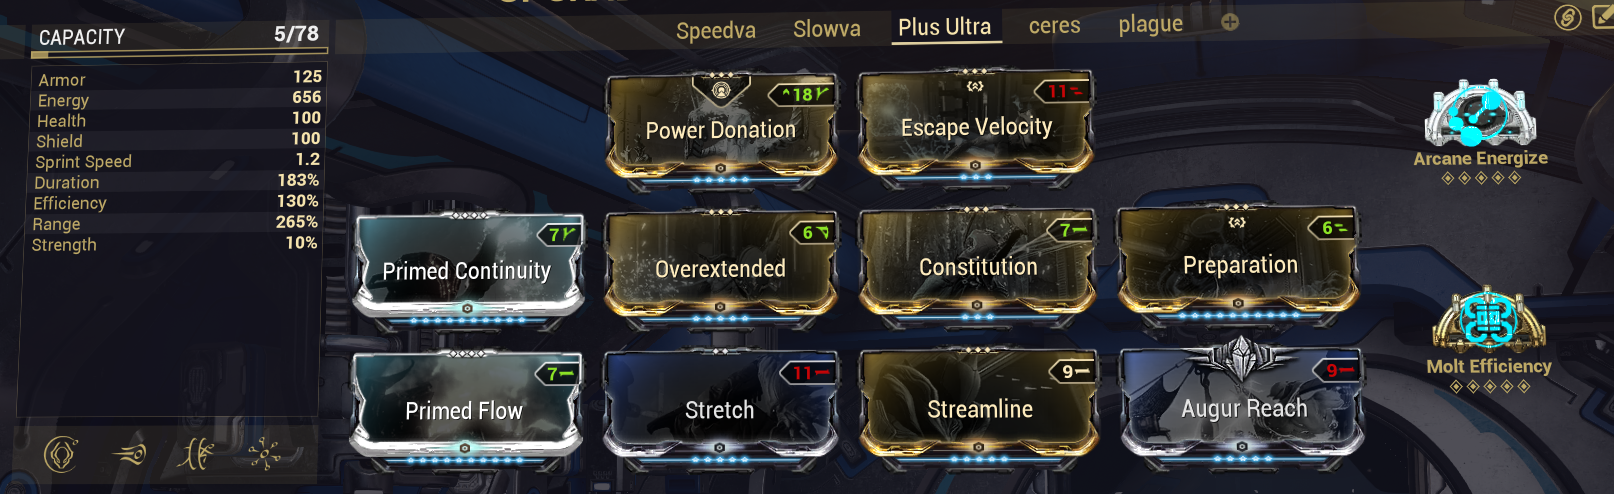 CAPACITY 5/78
Speedva Slowva Plus Ultra ceres plague
Armor 125
Energy 656
Health 100
Shield 100
Sprint Speed 1.2
Duration 183%
Efficiency 130%
Range 265%
Strength 10%
18
Power Donation
11
Escape Velocity
Arcane Energize
7
Primed Continuity
6
Overextended
7
Constitution
6
Preparation
Molt Efficiency
7
Primed Flow
11
Stretch
9
Streamline
9
Augur Reach